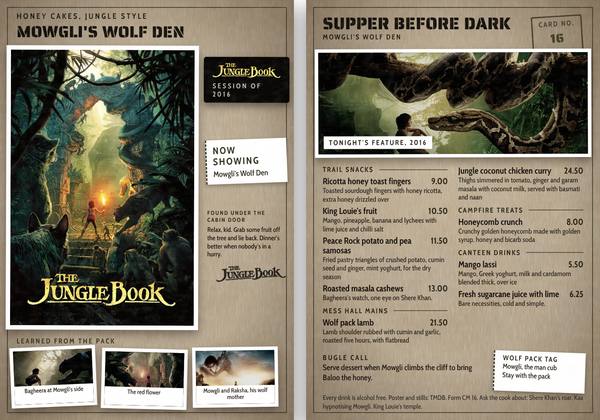 HONEY CAKES, JUNGLE STYLE
MOWGLI'S WOLF DEN
THE
JUNGLE BOOK
THE
JUNGLE BOOK
SESSION OF
2016
NOW
SHOWING
Mowgli's Wolf Den
FOUND UNDER THE
CABIN DOOR
Relax, kid. Grab some fruit off
the tree and lie back. Dinner's
better when nobody's in a
hurry.
THE
JUNGLE BOOK
LEARNED FROM THE PACK
Bagheera at Mowgli's side
The red flower
Mowgli and Raksha, his wolf
mother
SUPPER BEFORE DARK
MOWGLI'S WOLF DEN
CARD NO.
16
TONIGHT'S FEATURE, 2016
TRAIL SNACKS
Ricotta honey toast fingers 9.00
Toasted sourdough fingers with honey ricotta,
extra honey drizzled over
King Louie's fruit 10.50
Mango, pineapple, banana and lychees with
lime juice and chilli salt
Peace Rock potato and pea 11.50
samosas
Fried pastry triangles of crushed potato, cumin
seed and ginger, mint yoghurt, for the dry
season
Roasted masala cashews 13.00
Bagheera's watch, one eye on Shere Khan.
MESS HALL MAINS
Wolf pack lamb 21.50
Lamb shoulder rubbed with cumin and garlic,
roasted five hours, with flatbread
Jungle coconut chicken curry 24.50
Thighs simmered in tomato, ginger and garam
masala with coconut milk, served with basmati
and naan
CAMPFIRE TREATS
Honeycomb crunch 8.00
Crunchy golden honeycomb made with golden
syrup, honey and bicarb soda
CANTEEN DRINKS
Mango lassi 5.50
Mango, Greek yoghurt, milk and cardamom
blended thick, over ice
Fresh sugarcane juice with lime 6.25
Bare necessities, cold and simple.
BUGLE CALL
Serve dessert when Mowgli climbs the cliff to bring
Baloo the honey.
WOLF PACK TAG
Mowgli, the man cub
Stay with the pack
Every drink is alcohol free. Poster and stills: TMDB. Form CM 16. Ask the cook about: Shere Khan's roar. Kaa
hypnotising Mowgli. King Louie's temple.